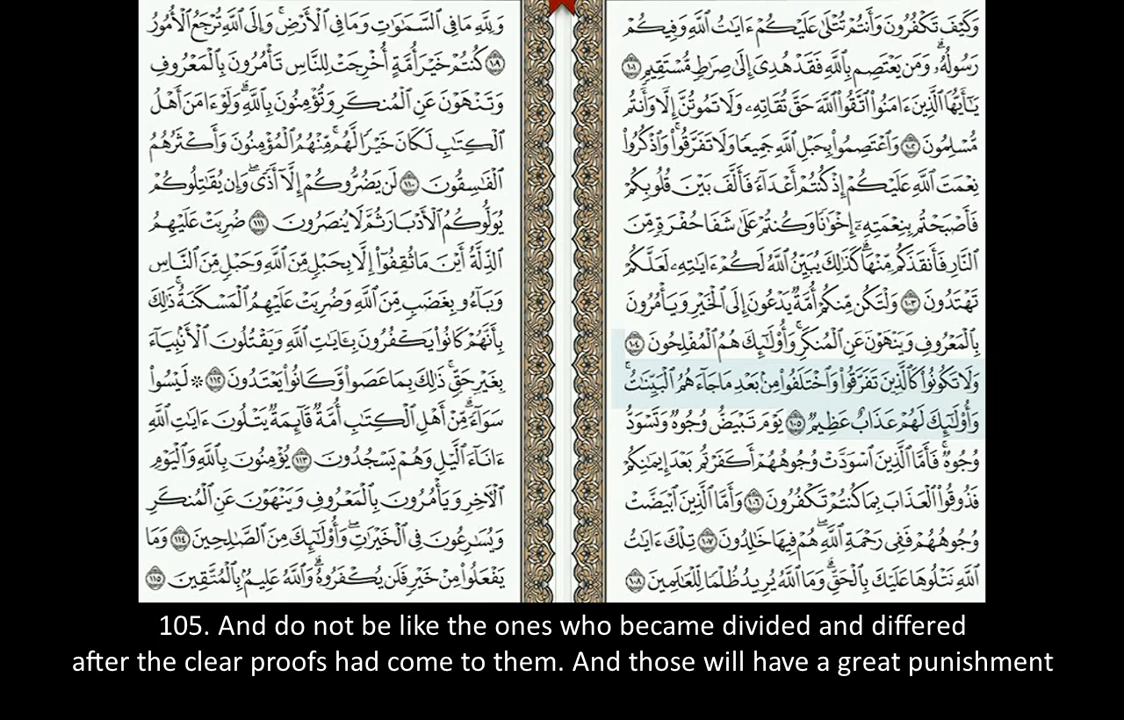 وَكَيْفَ تَكْفُرُونَ وَأَنتُمْ تُتْلَىٰ عَلَيْكُمْ ءَايَٰتُ ٱللَّهِ وَفِيكُمْ
رَسُولُهُۥ ۗ وَمَن يَعْتَصِم بِٱللَّهِ فَقَدْ هُدِىَ إِلَىٰ صِرَٰطٍ مُّسْتَقِيمٍ ١٠١
يَٰٓأَيُّهَا ٱلَّذِينَ ءَامَنُوا۟ ٱتَّقُوا۟ ٱللَّهَ حَقَّ تُقَاتِهِۦ وَلَا تَمُوتُنَّ إِلَّا وَأَنتُم
مُّسْلِمُونَ ١٠٢ وَٱعْتَصِمُوا۟ بِحَبْلِ ٱللَّهِ جَمِيعًا وَلَا تَفَرَّقُوا۟ ۚ وَٱذْكُرُوا۟
نِعْمَتَ ٱللَّهِ عَلَيْكُمْ إِذْ كُنتُمْ أَعْدَآءً فَأَلَّفَ بَيْنَ قُلُوبِكُمْ
فَأَصْبَحْتُم بِنِعْمَتِهِۦٓ إِخْوَٰنًا وَكُنتُمْ عَلَىٰ شَفَا حُفْرَةٍ مِّنَ
ٱلنَّارِ فَأَنقَذَكُم مِّنْهَا ۗ كَذَٰلِكَ يُبَيِّنُ ٱللَّهُ لَكُمْ ءَايَٰتِهِۦ لَعَلَّكُمْ
تَهْتَدُونَ ١٠٣ وَلْتَكُن مِّنكُمْ أُمَّةٌ يَدْعُونَ إِلَى ٱلْخَيْرِ وَيَأْمُرُونَ
بِٱلْمَعْرُوفِ وَيَنْهَوْنَ عَنِ ٱلْمُنكَرِ ۚ وَأُو۟لَٰٓئِكَ هُمُ ٱلْمُفْلِحُونَ ١٠٤
وَلَا تَكُونُوا۟ كَٱلَّذِينَ تَفَرَّقُوا۟ وَٱخْتَلَفُوا۟ مِنۢ بَعْدِ مَا جَآءَهُمُ ٱلْبَيِّنَٰتُ ۚ
وَأُو۟لَٰٓئِكَ لَهُمْ عَذَابٌ عَظِيمٌ ١٠٥ يَوْمَ تَبْيَضُّ وُجُوهٌ وَتَسْوَدُّ
وُجُوهٌ ۚ فَأَمَّا ٱلَّذِينَ ٱسْوَدَّتْ وُجُوهُهُمْ أَكَفَرْتُم بَعْدَ إِيمَٰنِكُمْ
فَذُوقُوا۟ ٱلْعَذَابَ بِمَا كُنتُمْ تَكْفُرُونَ ١٠٦ وَأَمَّا ٱلَّذِينَ ٱبْيَضَّتْ
وُجُوهُهُمْ فَفِى رَحْمَةِ ٱللَّهِ ۖ هُمْ فِيهَا خَٰلِدُونَ ١٠٧ تِلْكَ ءَايَٰتُ
ٱللَّهِ نَتْلُوهَا عَلَيْكَ بِٱلْحَقِّ ۗ وَمَا ٱللَّهُ يُرِيدُ ظُلْمًا لِّلْعَٰلَمِينَ ١٠٨
وَلِلَّهِ مَا فِى ٱلسَّمَٰوَٰتِ وَمَا فِى ٱلْأَرْضِ ۚ وَإِلَى ٱللَّهِ تُرْجَعُ ٱلْأُمُورُ
١٠٩ كُنتُمْ خَيْرَ أُمَّةٍ أُخْرِجَتْ لِلنَّاسِ تَأْمُرُونَ بِٱلْمَعْرُوفِ
وَتَنْهَوْنَ عَنِ ٱلْمُنكَرِ وَتُؤْمِنُونَ بِٱللَّهِ ۗ وَلَوْ ءَامَنَ أَهْلُ
ٱلْكِتَٰبِ لَكَانَ خَيْرًا لَّهُم ۚ مِّنْهُمُ ٱلْمُؤْمِنُونَ وَأَكْثَرُهُمُ
ٱلْفَٰسِقُونَ ١١٠ لَن يَضُرُّوكُمْ إِلَّآ أَذًى ۖ وَإِن يُقَٰتِلُوكُمْ
يُوَلُّوكُمُ ٱلْأَدْبَارَ ثُمَّ لَا يُنصَرُونَ ١١١ ضُرِبَتْ عَلَيْهِمُ
ٱلذِّلَّةُ أَيْنَ مَا ثُقِفُوٓا۟ إِلَّا بِحَبْلٍ مِّنَ ٱللَّهِ وَحَبْلٍ مِّنَ ٱلنَّاسِ
وَبَآءُو بِغَضَبٍ مِّنَ ٱللَّهِ وَضُرِبَتْ عَلَيْهِمُ ٱلْمَسْكَنَةُ ۚ ذَٰلِكَ
بِأَنَّهُمْ كَانُوا۟ يَكْفُرُونَ بِـَٔايَٰتِ ٱللَّهِ وَيَقْتُلُونَ ٱلْأَنۢبِيَآءَ
بِغَيْرِ حَقٍّ ۚ ذَٰلِكَ بِمَا عَصَوا۟ وَّكَانُوا۟ يَعْتَدُونَ ١١٢ ۞ لَيْسُوا۟
سَوَآءً ۗ مِّنْ أَهْلِ ٱلْكِتَٰبِ أُمَّةٌ قَآئِمَةٌ يَتْلُونَ ءَايَٰتِ ٱللَّهِ
ءَانَآءَ ٱلَّيْلِ وَهُمْ يَسْجُدُونَ ١١٣ يُؤْمِنُونَ بِٱللَّهِ وَٱلْيَوْمِ
ٱلْءَاخِرِ وَيَأْمُرُونَ بِٱلْمَعْرُوفِ وَيَنْهَوْنَ عَنِ ٱلْمُنكَرِ
وَيُسَٰرِعُونَ فِى ٱلْخَيْرَٰتِ ۖ وَأُو۟لَٰٓئِكَ مِنَ ٱلصَّٰلِحِينَ ١١٤ وَمَا
يَفْعَلُوا۟ مِنْ خَيْرٍ فَلَن يُكْفَرُوهُ ۗ وَٱللَّهُ عَلِيمٌۢ بِٱلْمُتَّقِينَ ١١٥
105. And do not be like the ones who became divided and differed
after the clear proofs had come to them. And those will have a great punishment